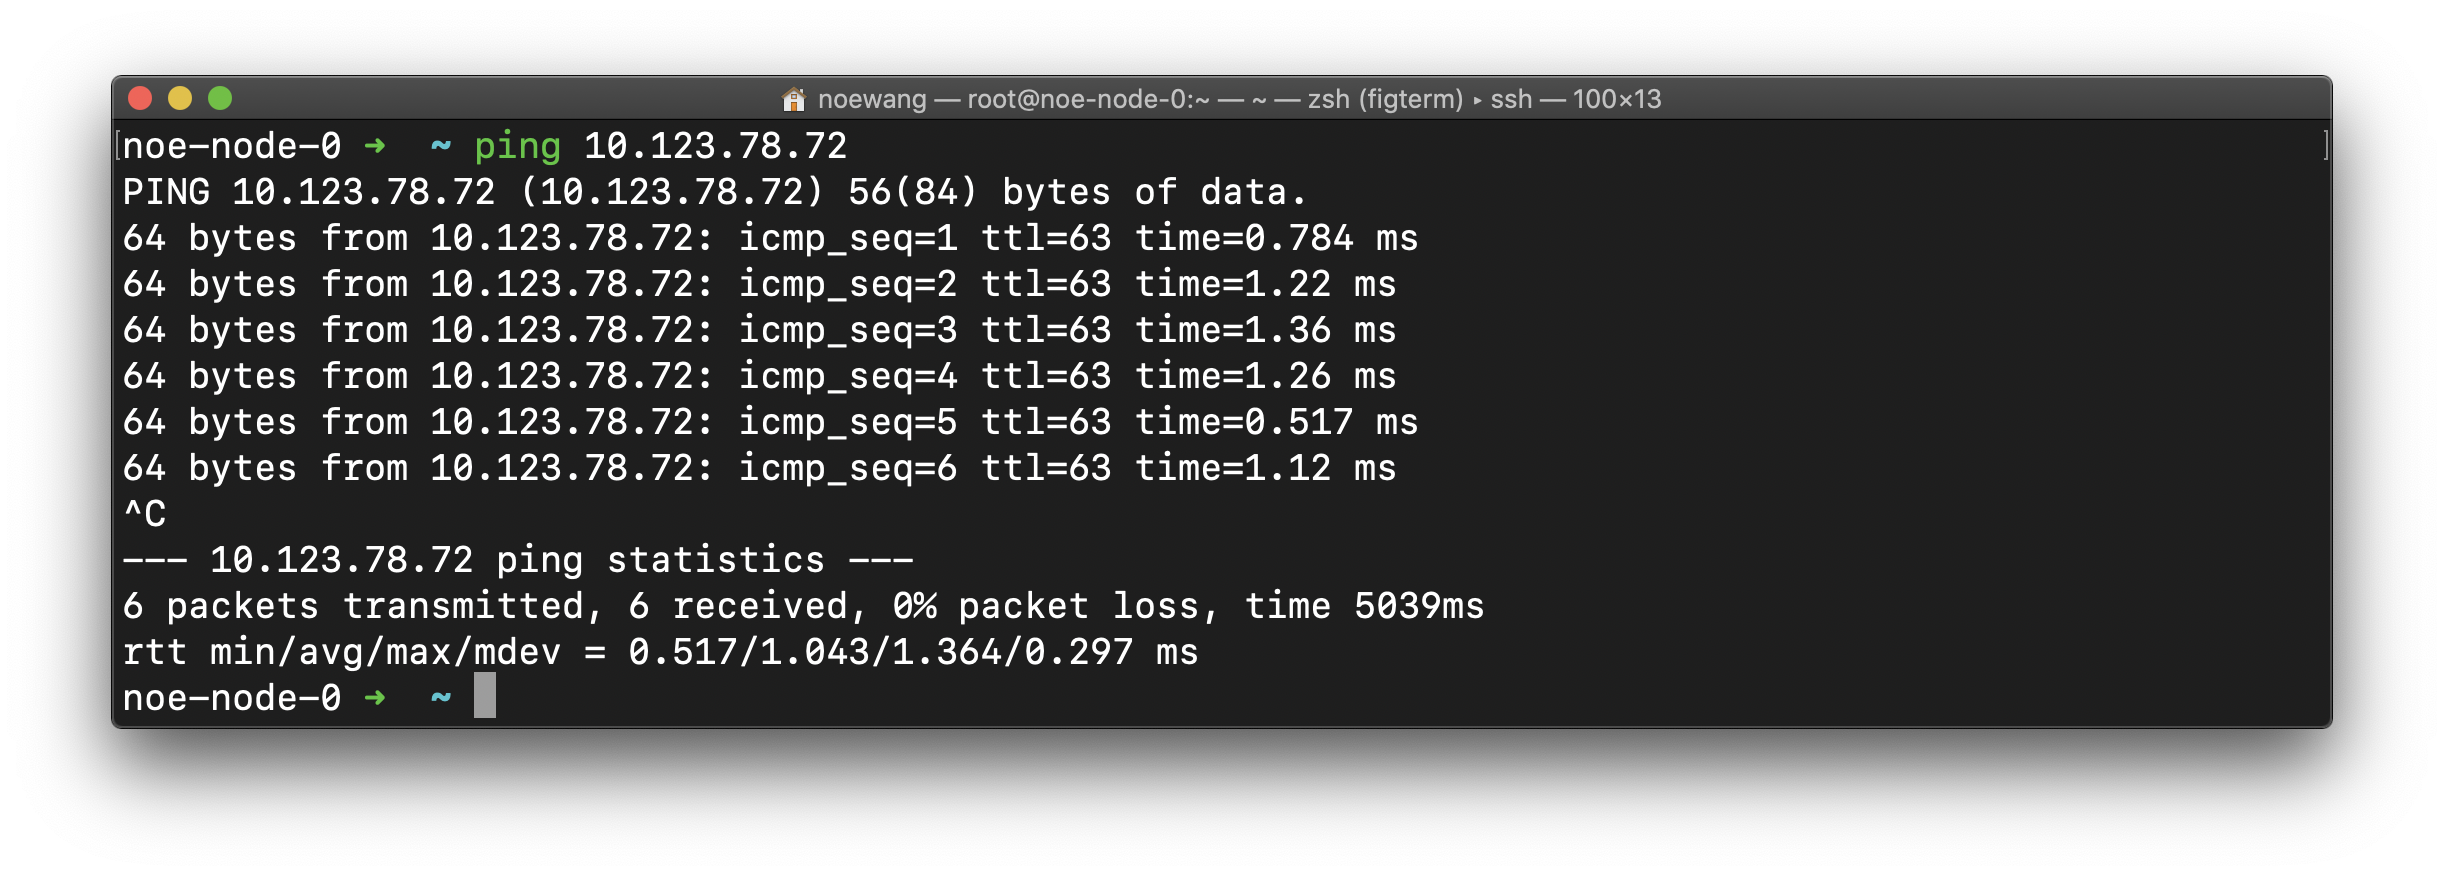 noewang — root@noe-node-0:~ — ~ — zsh (figterm) ▸ ssh — 100×13
noe-node-0 ➜  ~ ping 10.123.78.72
PING 10.123.78.72 (10.123.78.72) 56(84) bytes of data.
64 bytes from 10.123.78.72: icmp_seq=1 ttl=63 time=0.784 ms
64 bytes from 10.123.78.72: icmp_seq=2 ttl=63 time=1.22 ms
64 bytes from 10.123.78.72: icmp_seq=3 ttl=63 time=1.36 ms
64 bytes from 10.123.78.72: icmp_seq=4 ttl=63 time=1.26 ms
64 bytes from 10.123.78.72: icmp_seq=5 ttl=63 time=0.517 ms
64 bytes from 10.123.78.72: icmp_seq=6 ttl=63 time=1.12 ms
^C
--- 10.123.78.72 ping statistics ---
6 packets transmitted, 6 received, 0% packet loss, time 5039ms
rtt min/avg/max/mdev = 0.517/1.043/1.364/0.297 ms
noe-node-0 ➜  ~